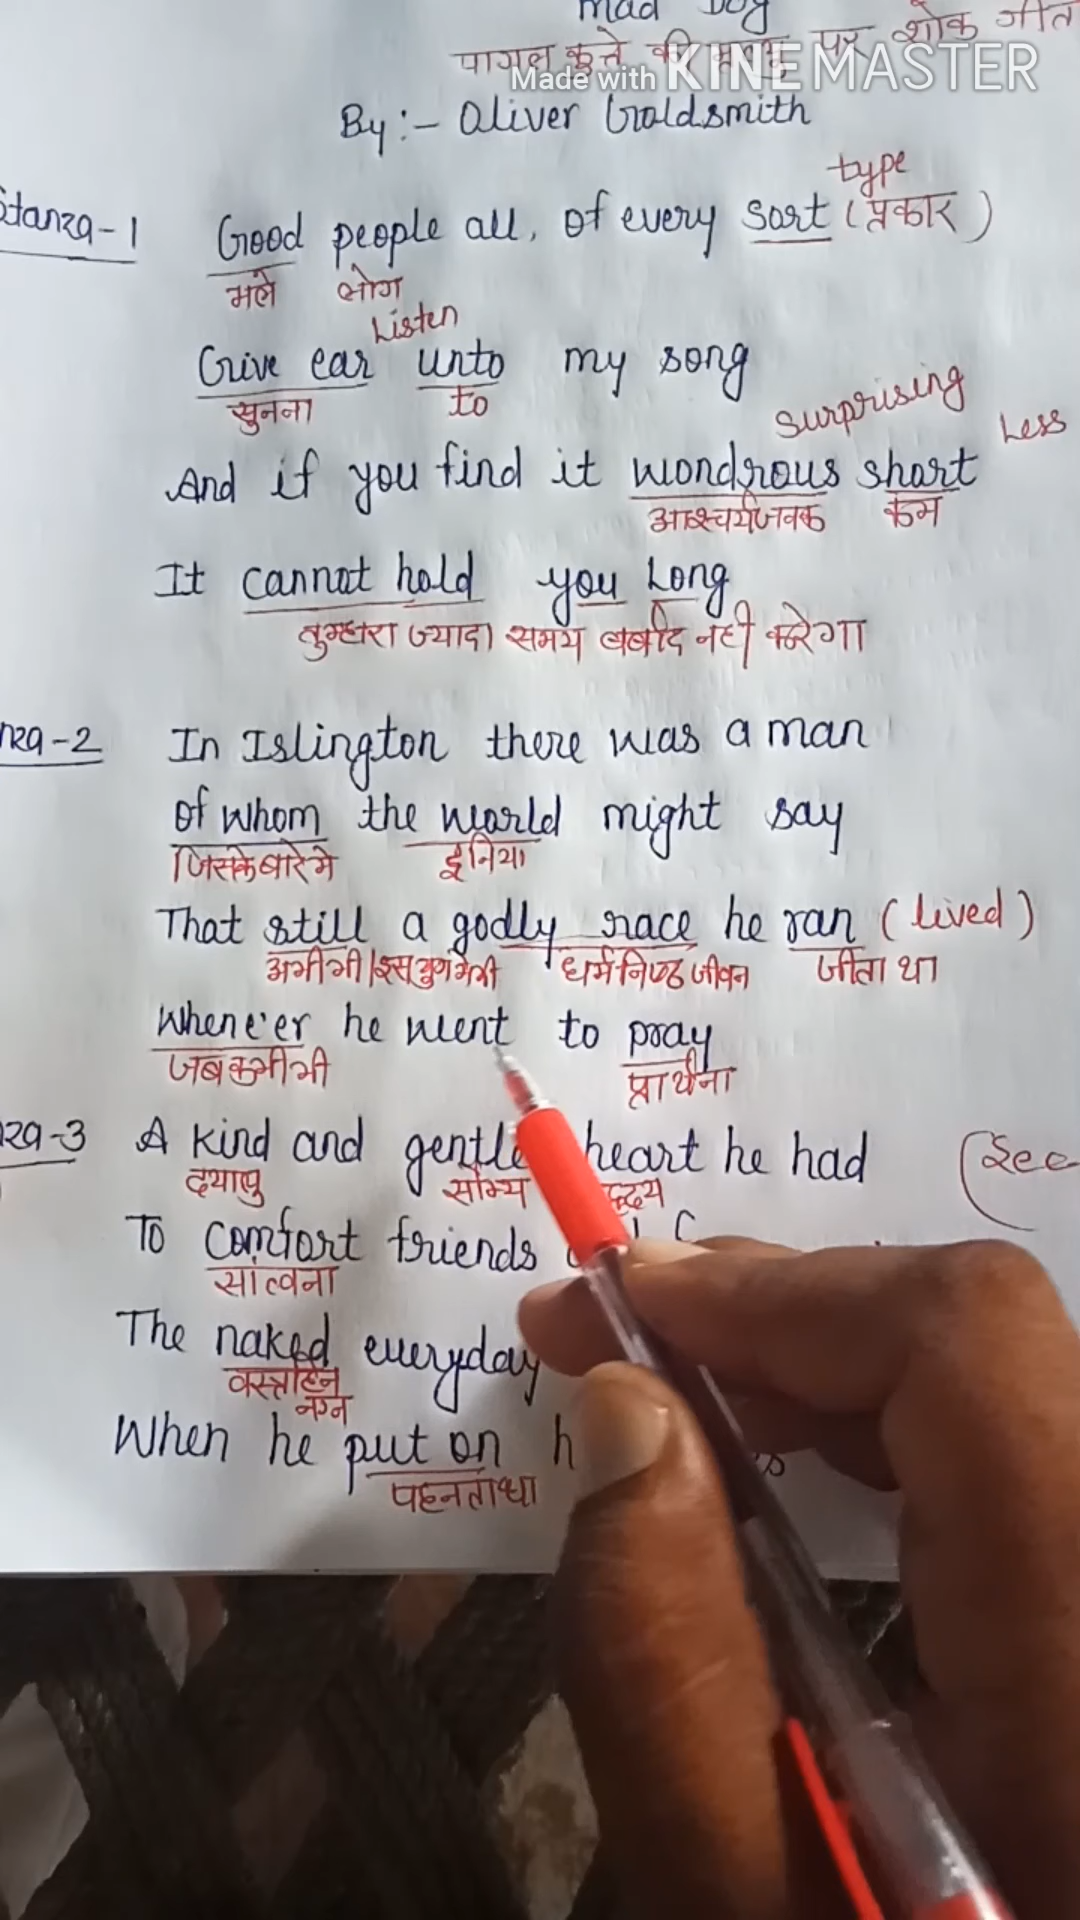 mad Dog
पागल कुत्ते की मृत्यु पर शोक गीत
Made with KINEMASTER
By :- Oliver Goldsmith
type
Stanza-1 Good people all, of every sort (प्रकार)
भले लोग
Listen
Give ear unto my song
सुनना to
surprising Less
And if you find it wondrous short
आश्चर्यजनक कम
It cannot hold you Long
तुम्हारा ज्यादा समय बर्बाद नही करेगा
nza-2 In Islington there was a man
of whom the world might say
जिसके बारे मे दुनिया
That still a godly race he ran (lived)
अभी भी/इस युग मे भी धर्मनिष्ठ जीवन जीता था
Whene'er he went to pray
जब कभी भी प्रार्थना
nza-3 A kind and gentle heart he had
दयालु सौम्य हृदय
To comfort friends
सांत्वना
The naked everyday
वस्त्रहिन
नग्न
When he put on h
पहनता था